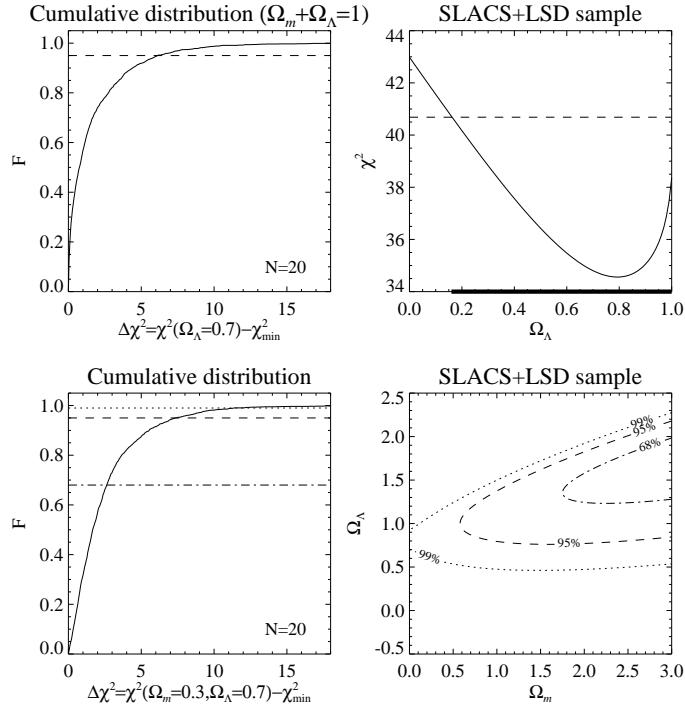 Cumulative distribution (Ωm+ΩΛ=1)
1.0
0.8
0.6
0.4
0.2
0.0
F
N=20
0 5 10 15
Δχ²=χ²(ΩΛ=0.7)−χ²min
SLACS+LSD sample
44
42
40
38
36
34
χ²
0.0 0.2 0.4 0.6 0.8 1.0
ΩΛ
Cumulative distribution
1.0
0.8
0.6
0.4
0.2
0.0
F
N=20
0 5 10 15
Δχ²=χ²(Ωm=0.3,ΩΛ=0.7)−χ²min
SLACS+LSD sample
2.5
2.0
1.5
1.0
0.5
0.0
-0.5
ΩΛ
99%
95%
68%
95%
99%
0.0 0.5 1.0 1.5 2.0 2.5 3.0
Ωm